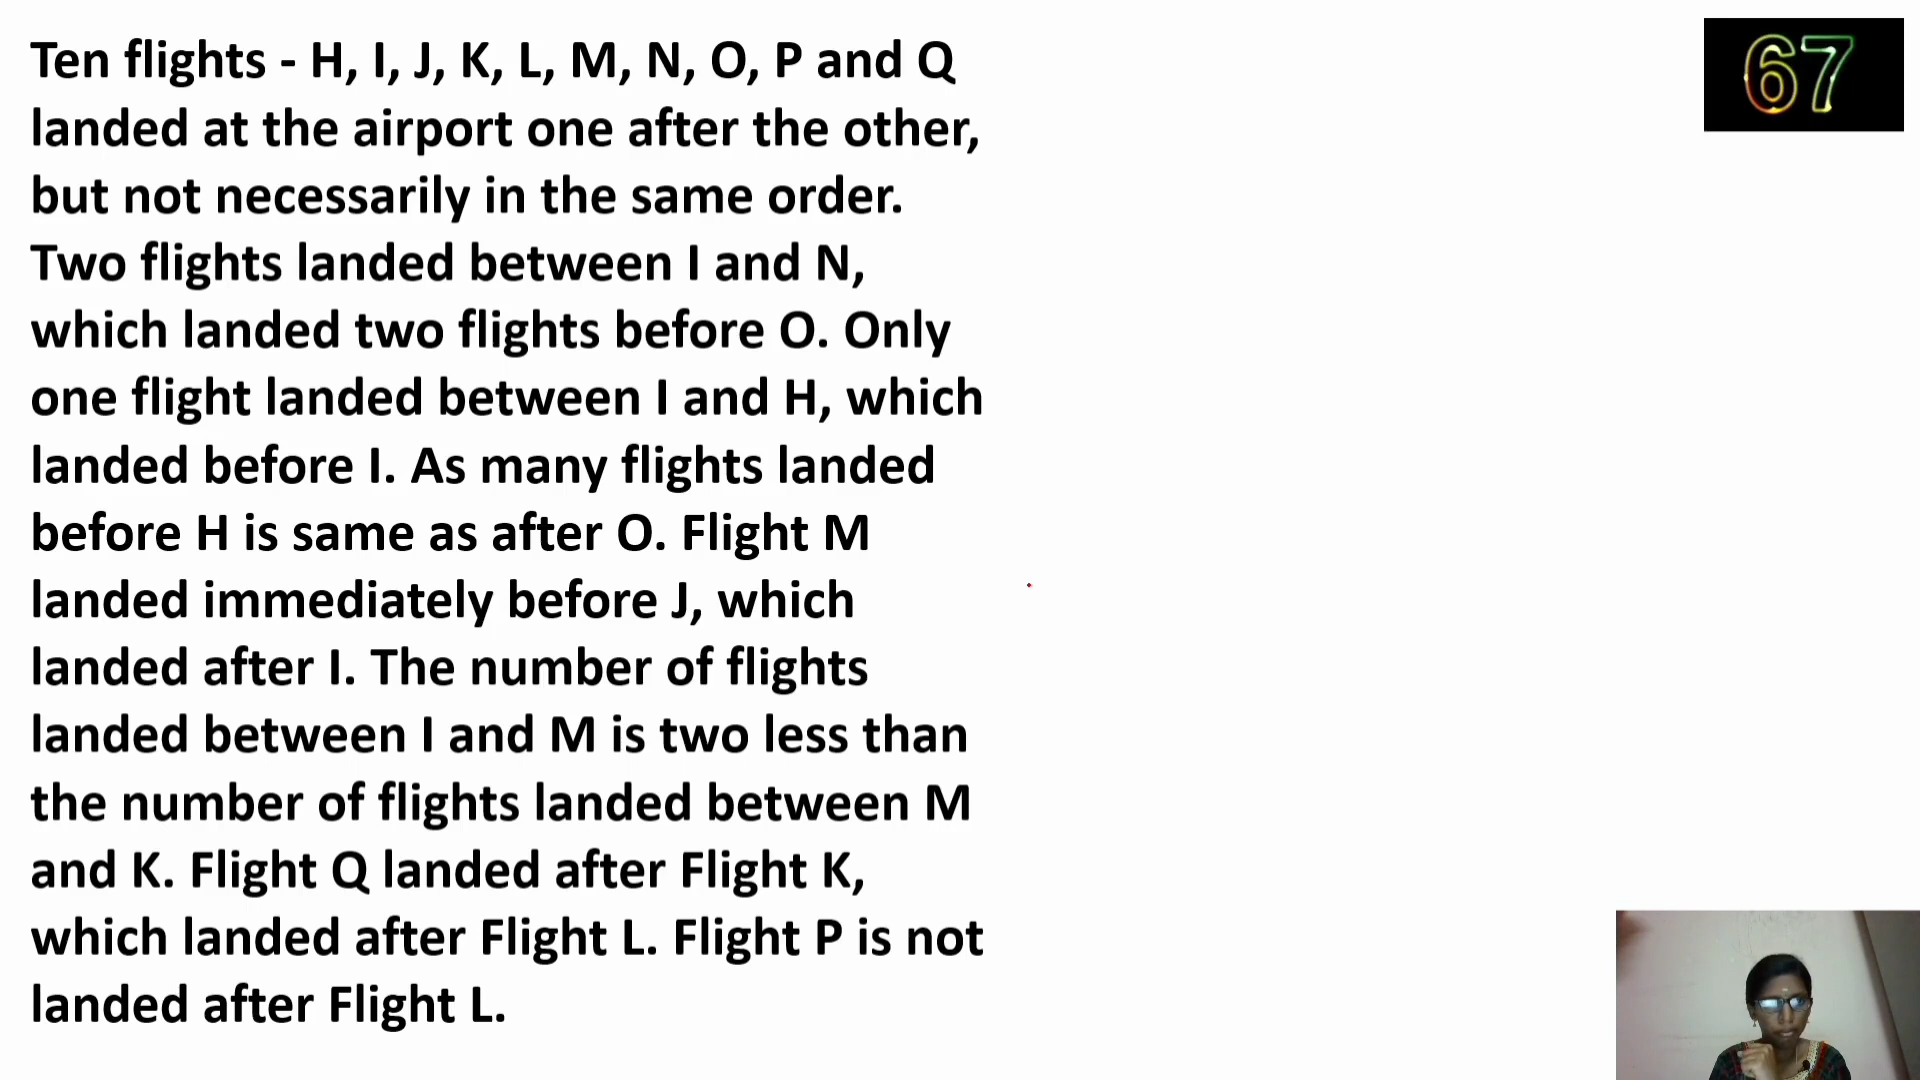 Ten flights - H, I, J, K, L, M, N, O, P and Q
landed at the airport one after the other,
but not necessarily in the same order.
Two flights landed between I and N,
which landed two flights before O. Only
one flight landed between I and H, which
landed before I. As many flights landed
before H is same as after O. Flight M
landed immediately before J, which
landed after I. The number of flights
landed between I and M is two less than
the number of flights landed between M
and K. Flight Q landed after Flight K,
which landed after Flight L. Flight P is not
landed after Flight L.
67